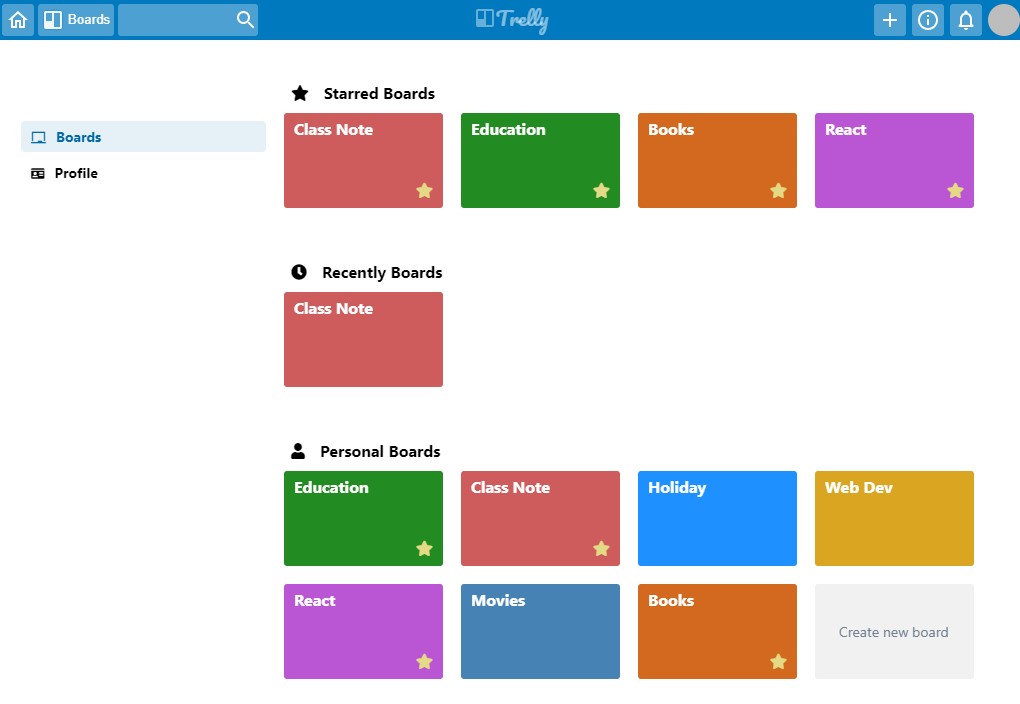 Boards
Trelly
Starred Boards
Boards
Profile
Class Note
Education
Books
React
Recently Boards
Class Note
Personal Boards
Education
Class Note
Holiday
Web Dev
React
Movies
Books
Create new board